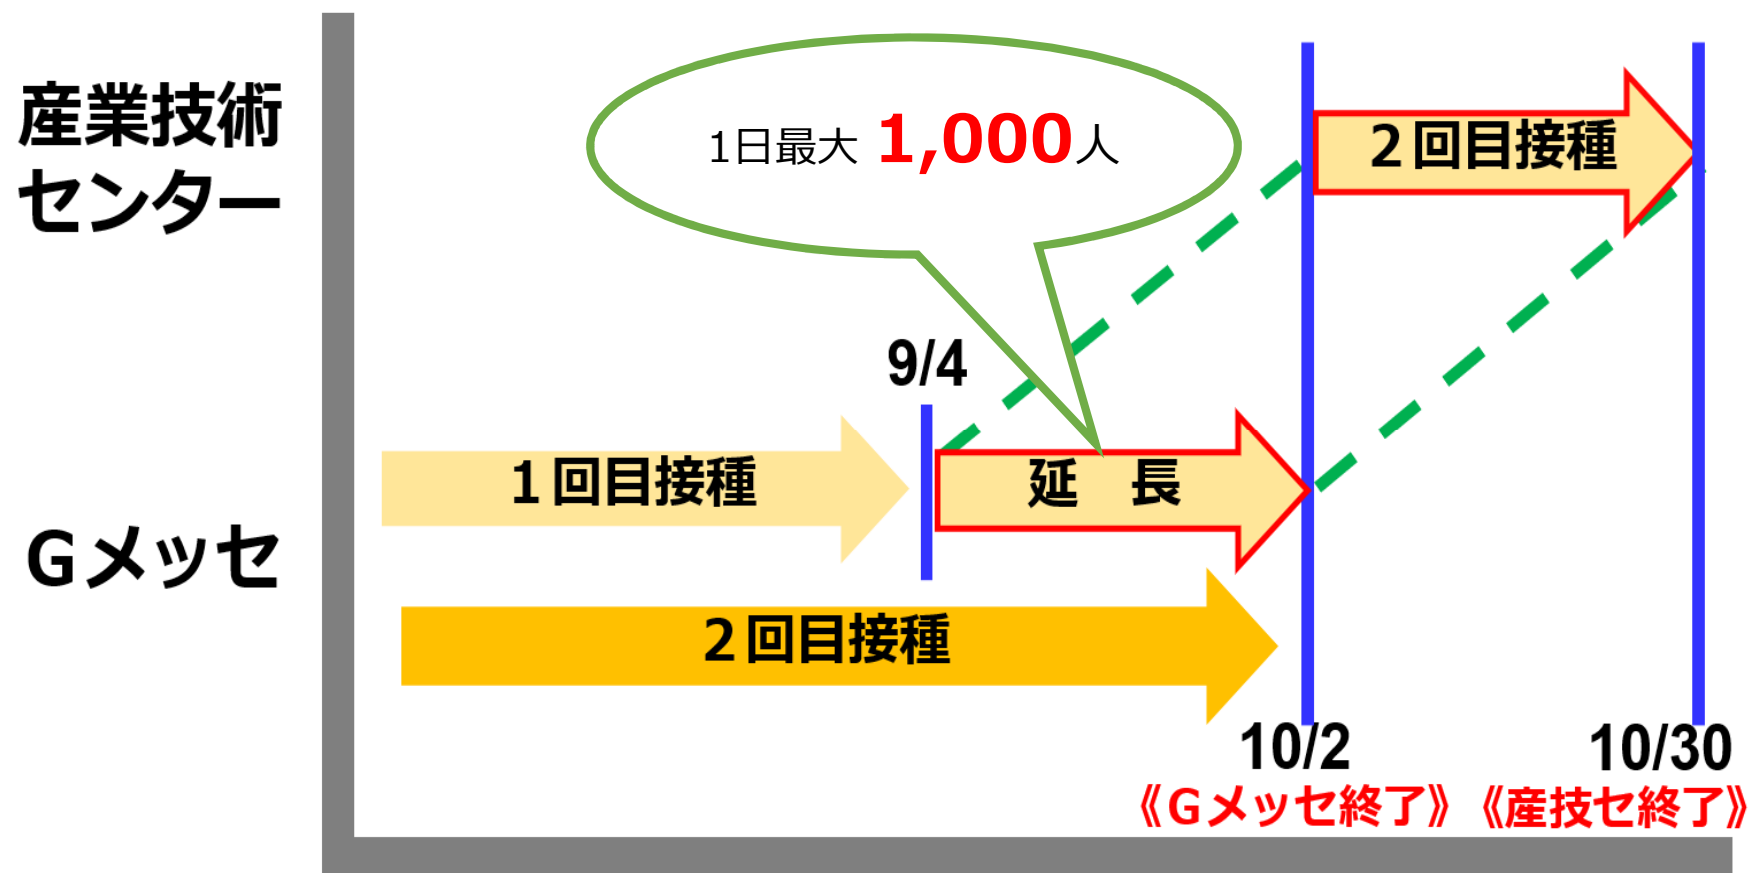 産業技術
センター
1日最大 1,000人
２回目接種
9/4
１回目接種
延　長
Ｇメッセ
２回目接種
10/2
10/30
《Ｇメッセ終了》
《産技セ終了》